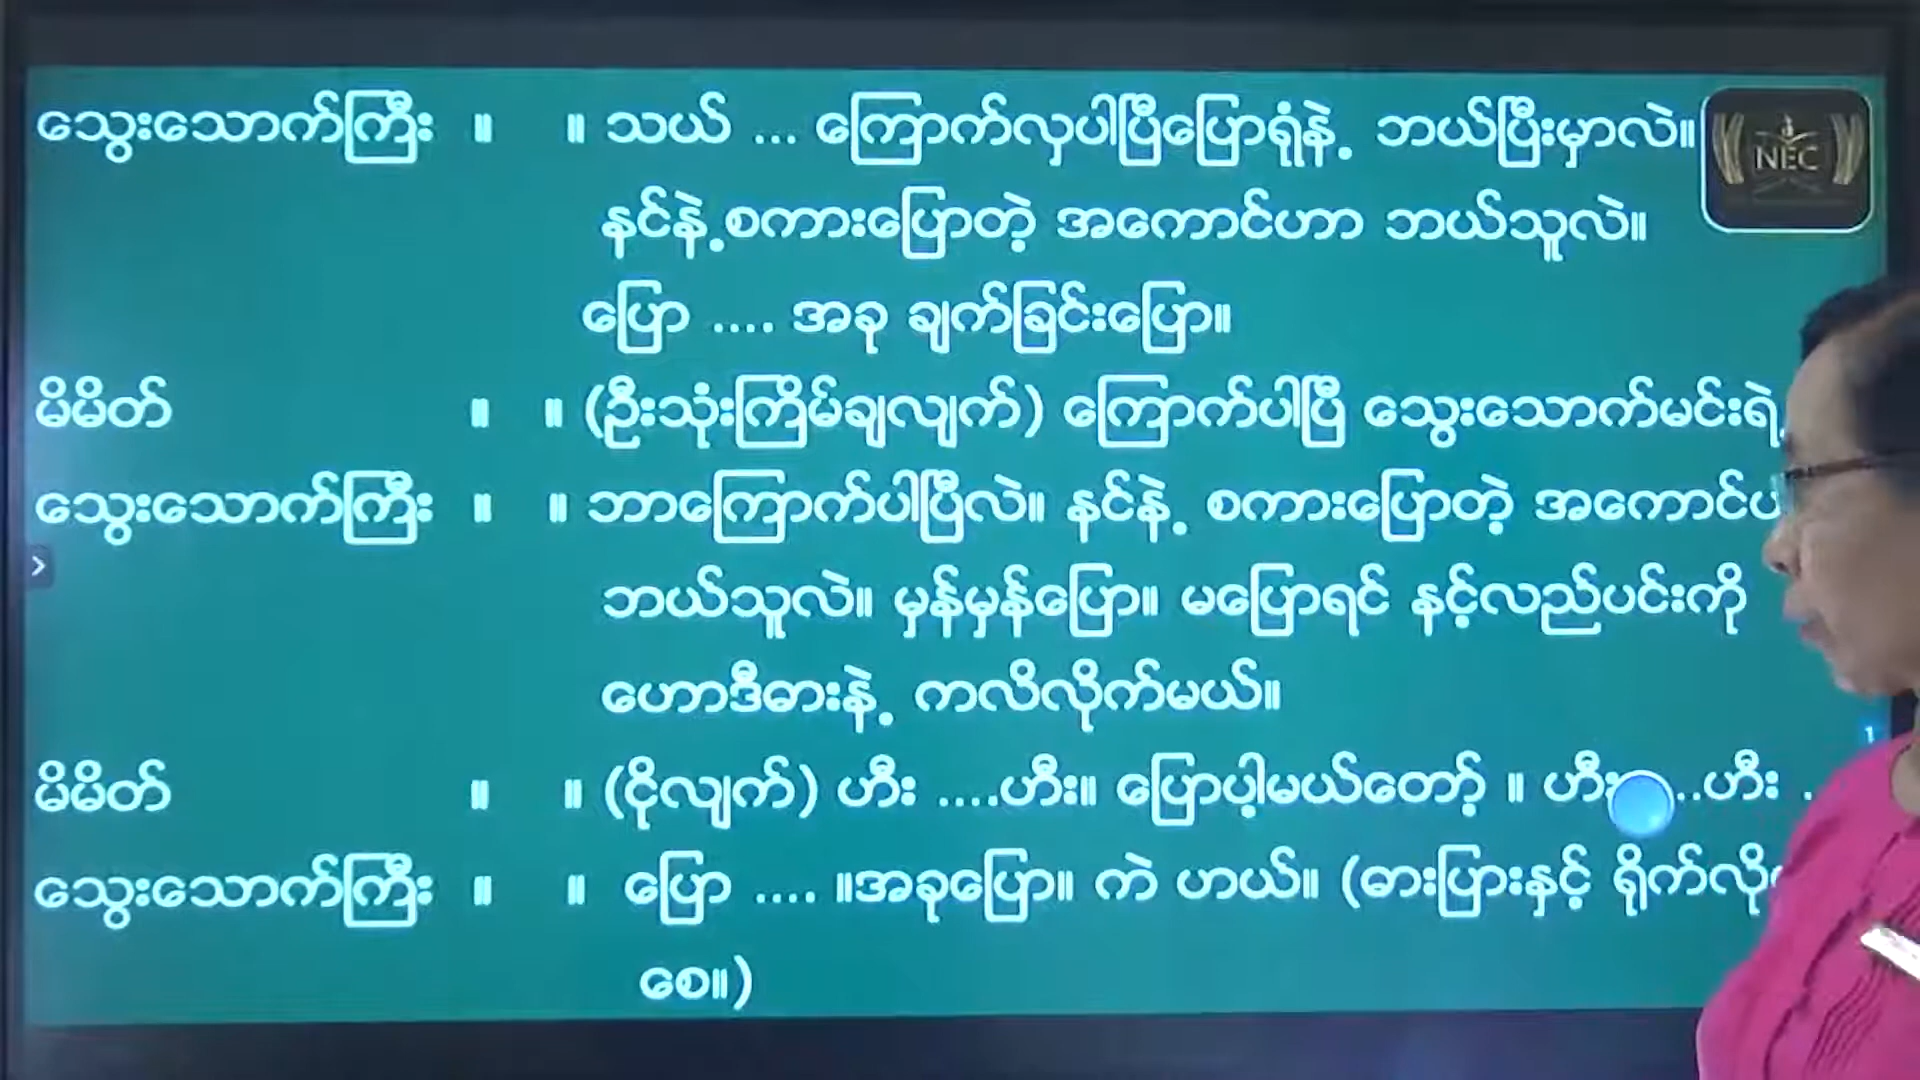 သွေးသောက်ကြီး ။ ။ သယ် ... ကြောက်လှပါပြီပြောရုံနဲ့ ဘယ်ပြီးမှာလဲ။
NEC
နင်နဲ့စကားပြောတဲ့ အကောင်ဟာ ဘယ်သူလဲ။
ပြော .... အခု ချက်ခြင်းပြော။
မိမိတ် ။ ။ (ဦးသုံးကြိမ်ချလျက်) ကြောက်ပါပြီ သွေးသောက်မင်းရဲ့
သွေးသောက်ကြီး ။ ။ ဘာကြောက်ပါပြီလဲ။ နင်နဲ့ စကားပြောတဲ့
ဘယ်သူလဲ။ မှန်မှန်ပြော။ မပြောရင် နင့်လည်ပင်းကို
ဟောဒီဓားနဲ့ ကလိလိုက်မယ်။
မိမိတ် ။ ။ (ငိုလျက်) ဟီး ....ဟီး။ ပြောပါ့မယ်တော့် ။ ဟီး ..ဟီး .
သွေးသောက်ကြီး ။ ။ ပြော .... ။အခုပြော။ ကဲ ဟယ်။ (ဓားပြားနှင့်
စေ။)
1